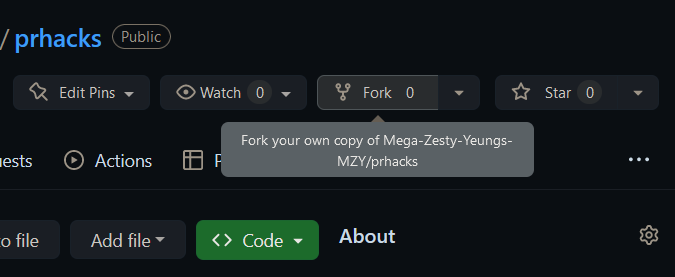 / prhacks Public
Edit Pins Watch 0 Fork 0 Star 0
Fork your own copy of Mega-Zesty-Yeungs-
MZY/prhacks
uests Actions P
o file Add file Code About